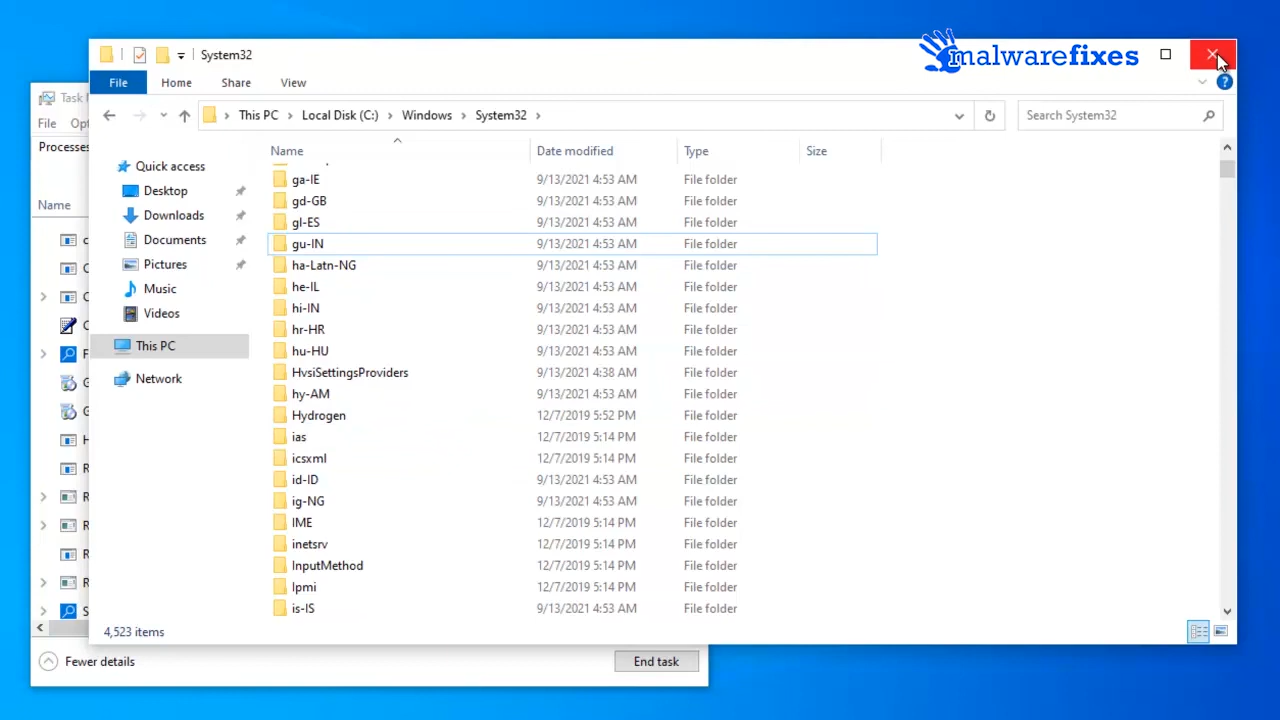 System32
malwarefixes
File Home Share View
This PC Local Disk (C:) Windows System32
Search System32
Name Date modified Type Size
Quick access
Desktop
Downloads
Documents
Pictures
Music
Videos
This PC
Network
ga-IE 9/13/2021 4:53 AM File folder
gd-GB 9/13/2021 4:53 AM File folder
gl-ES 9/13/2021 4:53 AM File folder
gu-IN 9/13/2021 4:53 AM File folder
ha-Latn-NG 9/13/2021 4:53 AM File folder
he-IL 9/13/2021 4:53 AM File folder
hi-IN 9/13/2021 4:53 AM File folder
hr-HR 9/13/2021 4:53 AM File folder
hu-HU 9/13/2021 4:53 AM File folder
HvsiSettingsProviders 9/13/2021 4:38 AM File folder
hy-AM 9/13/2021 4:53 AM File folder
Hydrogen 12/7/2019 5:52 PM File folder
ias 12/7/2019 5:14 PM File folder
icsxml 12/7/2019 5:14 PM File folder
id-ID 9/13/2021 4:53 AM File folder
ig-NG 9/13/2021 4:53 AM File folder
IME 12/7/2019 5:14 PM File folder
inetsrv 12/7/2019 5:14 PM File folder
InputMethod 12/7/2019 5:14 PM File folder
Ipmi 12/7/2019 5:14 PM File folder
is-IS 9/13/2021 4:53 AM File folder
4,523 items
Task
File
Processes
Name
Fewer details
End task